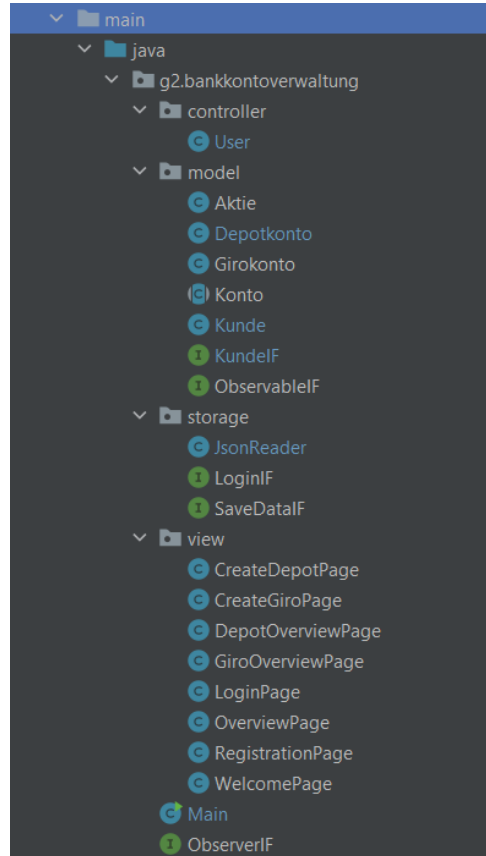 main
java
g2.bankkontoverwaltung
controller
User
model
Aktie
Depotkonto
Girokonto
Konto
Kunde
KundeIF
ObservableIF
storage
JsonReader
LoginIF
SaveDataIF
view
CreateDepotPage
CreateGiroPage
DepotOverviewPage
GiroOverviewPage
LoginPage
OverviewPage
RegistrationPage
WelcomePage
Main
ObserverIF